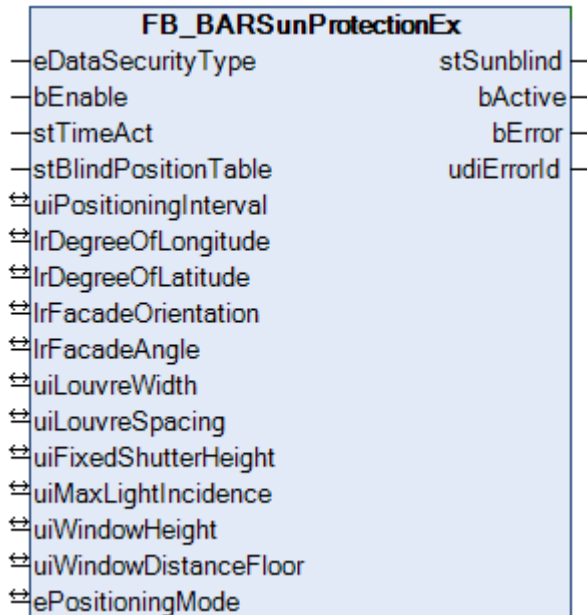 FB_BARSunProtectionEx
eDataSecurityType stSunblind
bEnable bActive
stTimeAct bError
stBlindPositionTable udiErrorId
uiPositioningInterval
lrDegreeOfLongitude
lrDegreeOfLatitude
lrFacadeOrientation
lrFacadeAngle
uiLouvreWidth
uiLouvreSpacing
uiFixedShutterHeight
uiMaxLightIncidence
uiWindowHeight
uiWindowDistanceFloor
ePositioningMode